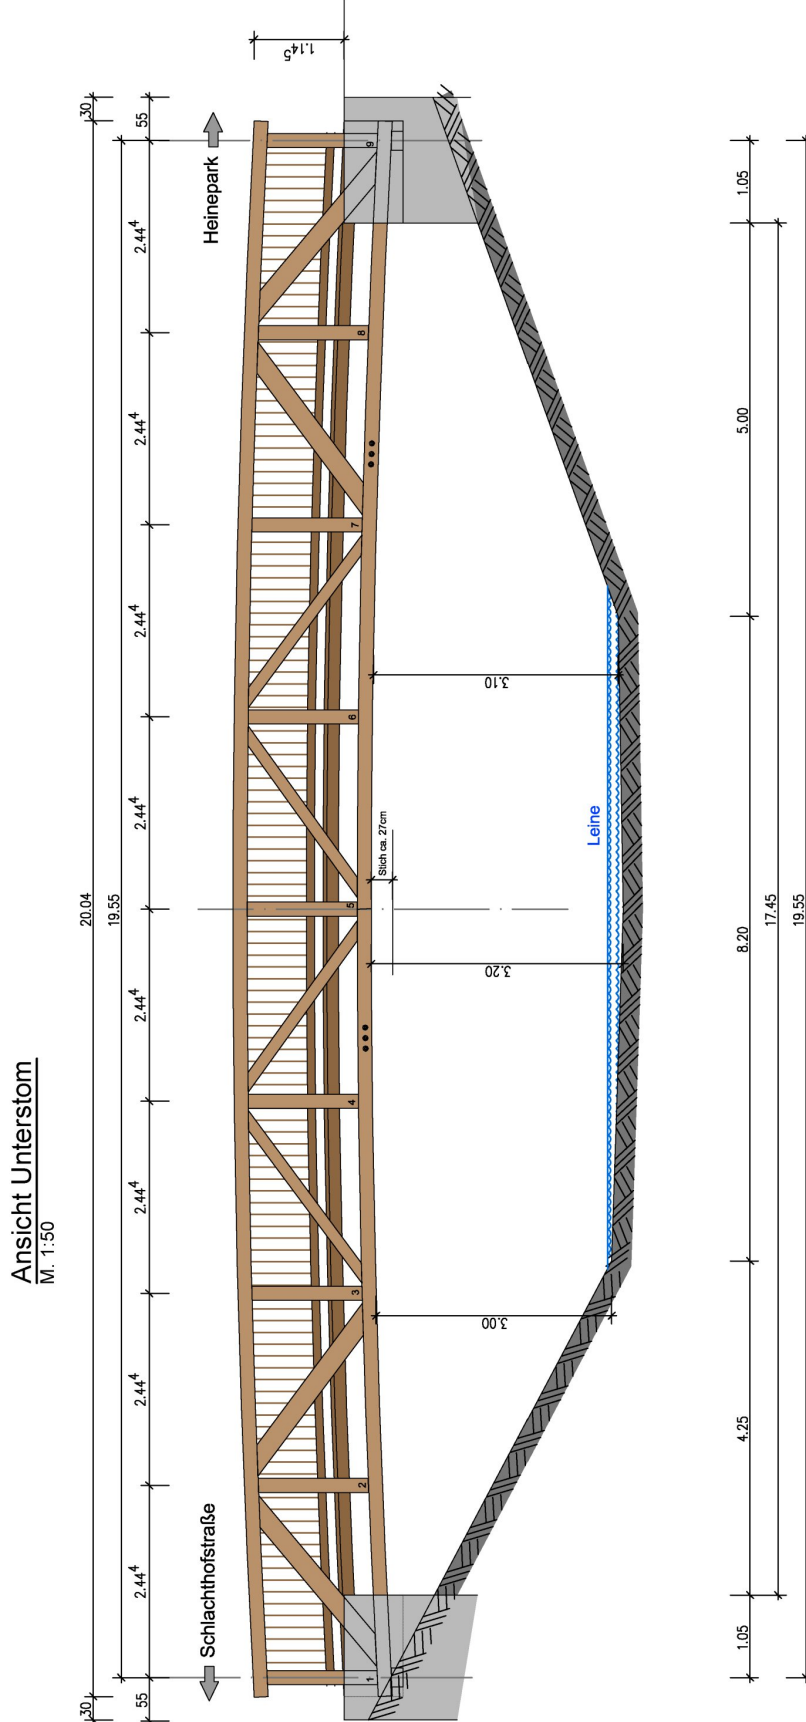 Ansicht Unterstom
M. 1:50
30 20.04 30
19.55
55 2.44⁴ 2.44⁴ 2.44⁴ 2.44⁴ 2.44⁴ 2.44⁴ 2.44⁴ 2.44⁴ 55
Schlachthofstraße Heinepark
1.14⁵
1 2 3 4 5 6 7 8 9
Stich ca. 27cm
3.00 3.20 3.10
Leine
1.05 4.25 8.20 5.00 1.05
17.45
19.55